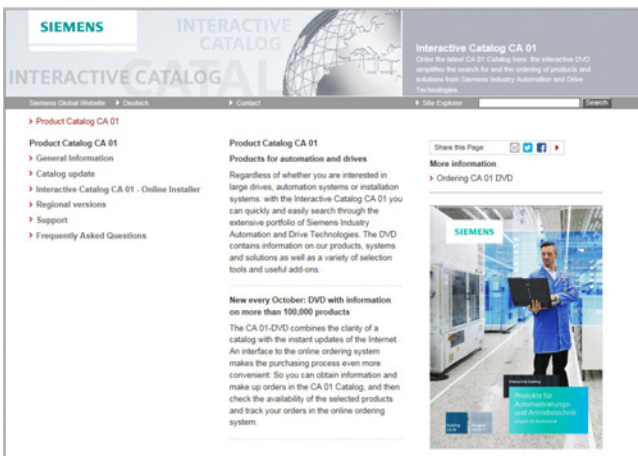 SIEMENS
INTERACTIVE
CATALOG
INTERACTIVE CATALOG
CATAL
Interactive Catalog CA 01
Order the latest CA 01 Catalog here: the interactive DVD
simplifies the search for and the ordering of products and
solutions from Siemens Industry Automation and Drive
Technologies.
Siemens Global Website Deutsch Contact Site Explorer Search
Product Catalog CA 01
Product Catalog CA 01
General Information
Catalog update
Interactive Catalog CA 01 - Online Installer
Regional versions
Support
Frequently Asked Questions
Product Catalog CA 01
Products for automation and drives
Regardless of whether you are interested in
large drives, automation systems or installation
systems: with the Interactive Catalog CA 01 you
can quickly and easily search through the
extensive portfolio of Siemens Industry
Automation and Drive Technologies. The DVD
contains information on our products, systems
and solutions as well as a variety of selection
tools and useful add-ons.
New every October: DVD with information
on more than 100,000 products
The CA 01-DVD combines the clarity of a
catalog with the instant updates of the Internet.
An interface to the online ordering system
makes the purchasing process even more
convenient: So you can obtain information and
make up orders in the CA 01 Catalog, and then
check the availability of the selected products
and track your orders in the online ordering
system.
Share this Page:
More information
Ordering CA 01 DVD
SIEMENS
Interactive Catalog
Produkte für
Automatisierungs-
und Antriebstechnik